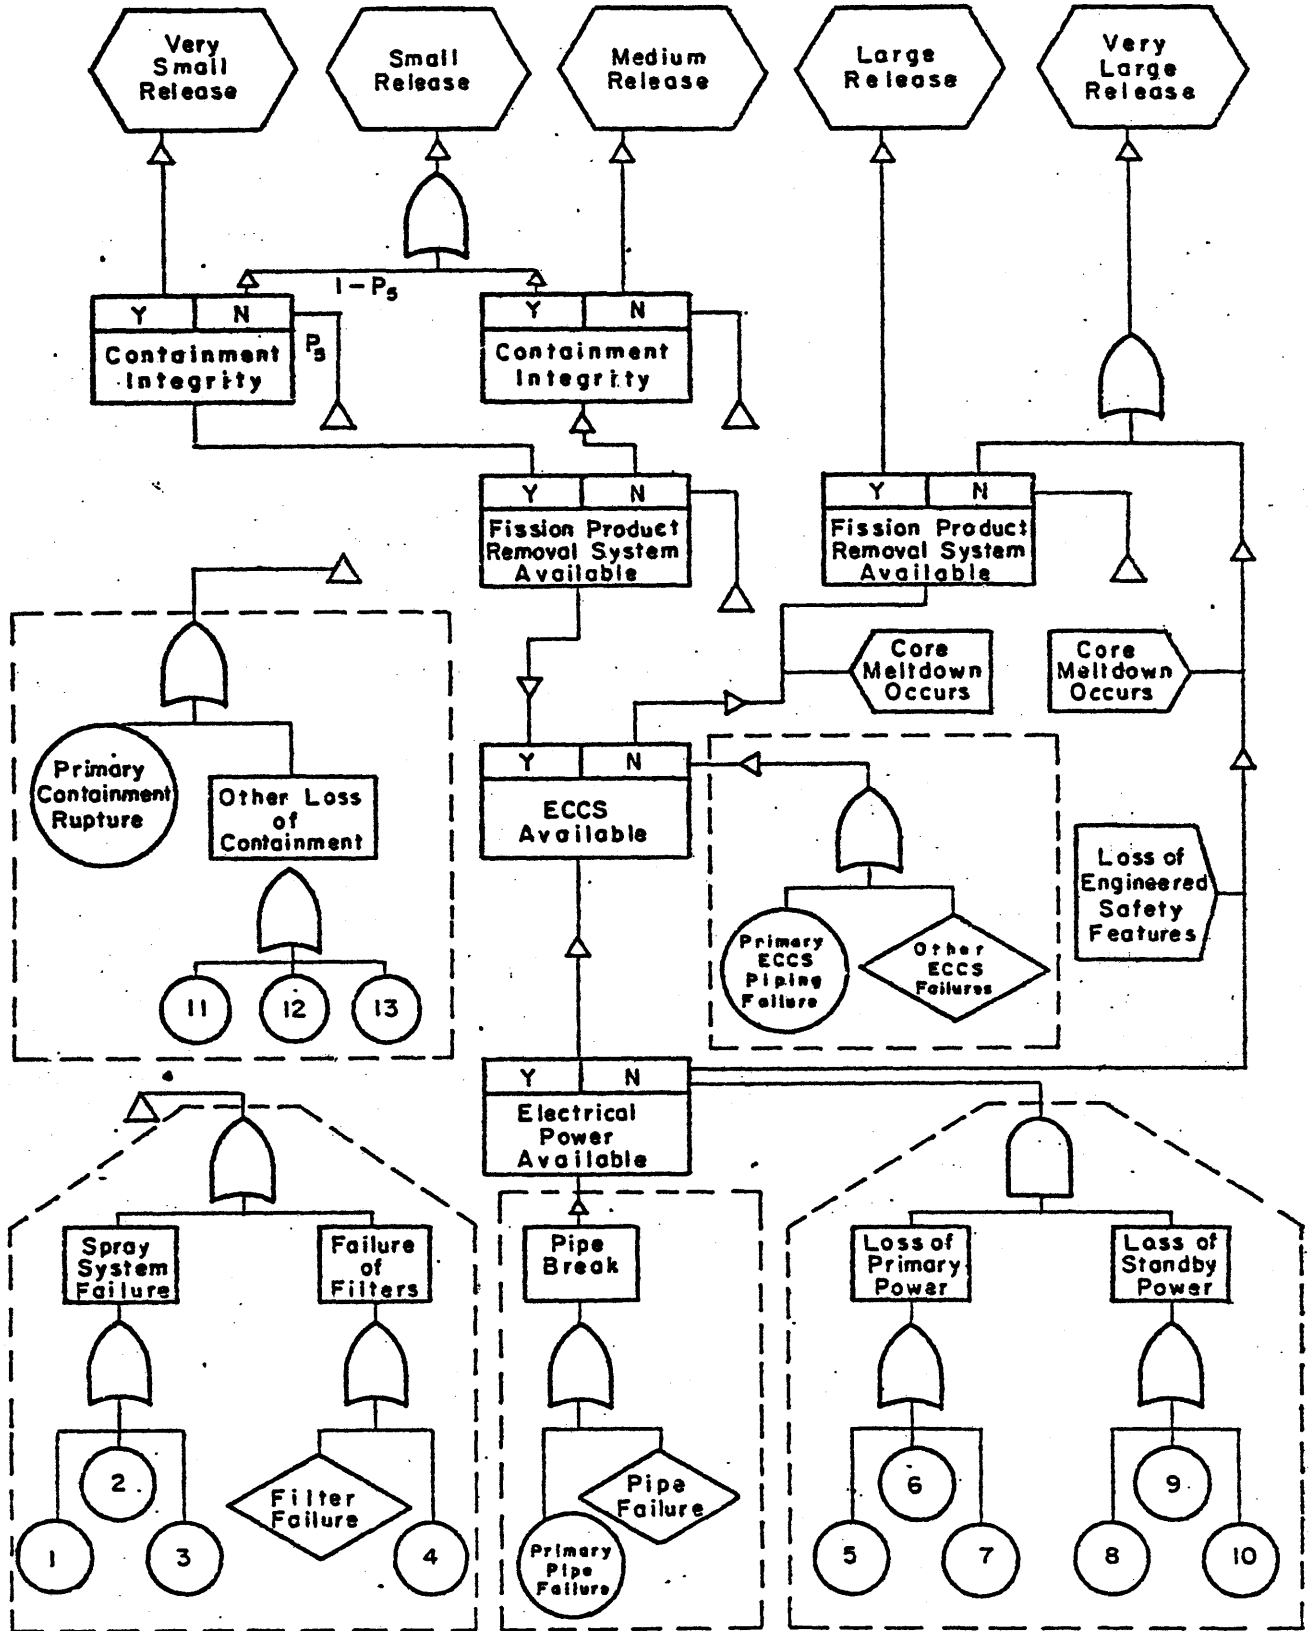 Very
Small
Release
Small
Release
Medium
Release
Large
Release
Very
Large
Release
1-P5
Y N
P5
Containment
Integrity
Y N
Containment
Integrity
Y N
Fission Product
Removal System
Available
Y N
Fission Product
Removal System
Available
Core
Meltdown
Occurs
Core
Meltdown
Occurs
Primary
Containment
Rupture
Other Loss
of
Containment
11 12 13
Y N
ECCS
Available
Primary
ECCS
Piping
Failure
Other
ECCS
Failures
Loss of
Engineered
Safety
Features
Y N
Electrical
Power
Available
Spray
System
Failure
Failure
of
Filters
Pipe
Break
Loss of
Primary
Power
Loss of
Standby
Power
1
2
3
Filter
Failure
4
Primary
Pipe
Failure
Pipe
Failure
5
6
7
8
9
10